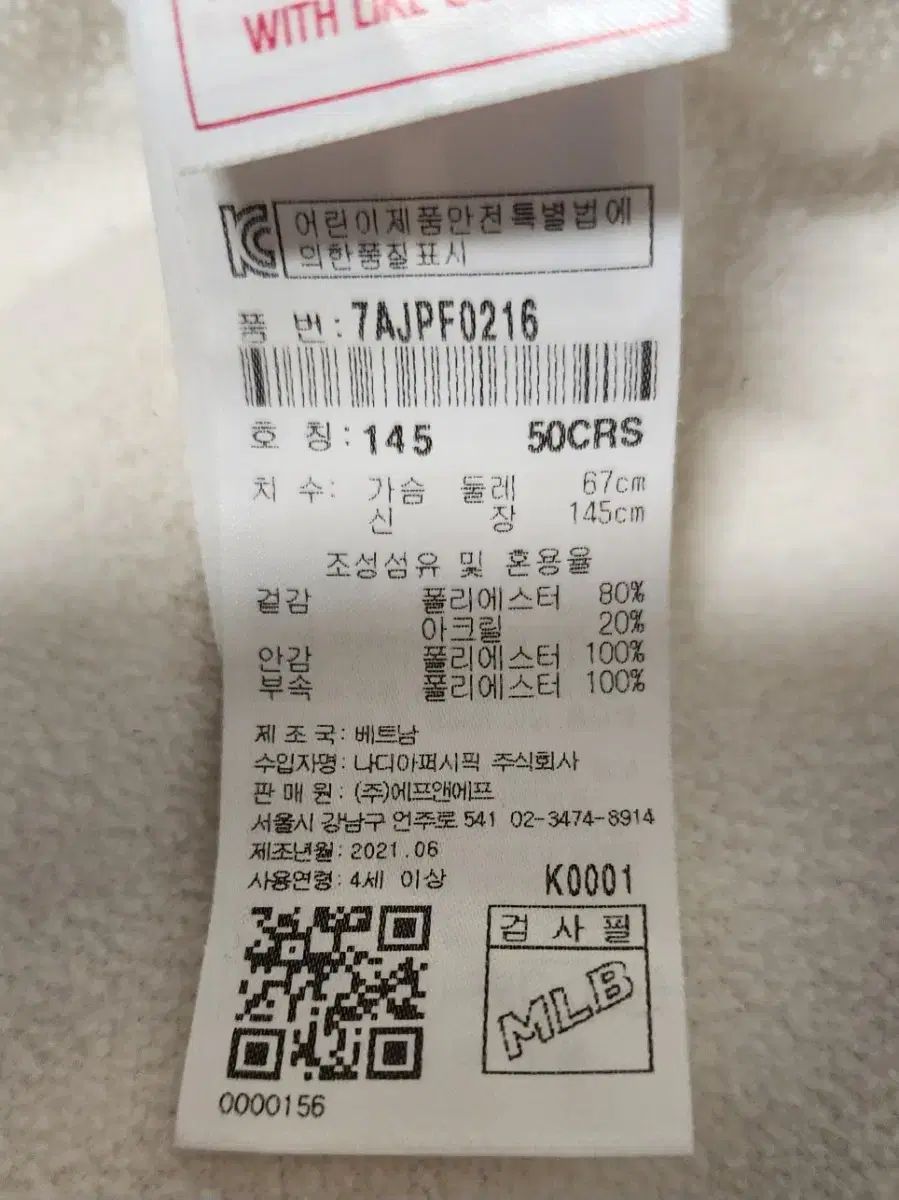 WITH LIKE
어린이제품안전특별법에
의한품질표시
품 번 : 7AJPF0216
호 칭 : 145 50CRS
치 수 : 가슴 둘레 67cm
신 장 145cm
조성섬유 및 혼용율
겉감 폴리에스터 80%
아크릴 20%
안감 폴리에스터 100%
부속 폴리에스터 100%
제 조 국 : 베트남
수입자명 : 나디아퍼시픽 주식회사
판 매 원 : (주)에프앤에프
서울시 강남구 언주로 541 02-3474-8914
제조년월 : 2021.06
사용연령 : 4세 이상
K0001
검 사 필
MLB
0000156